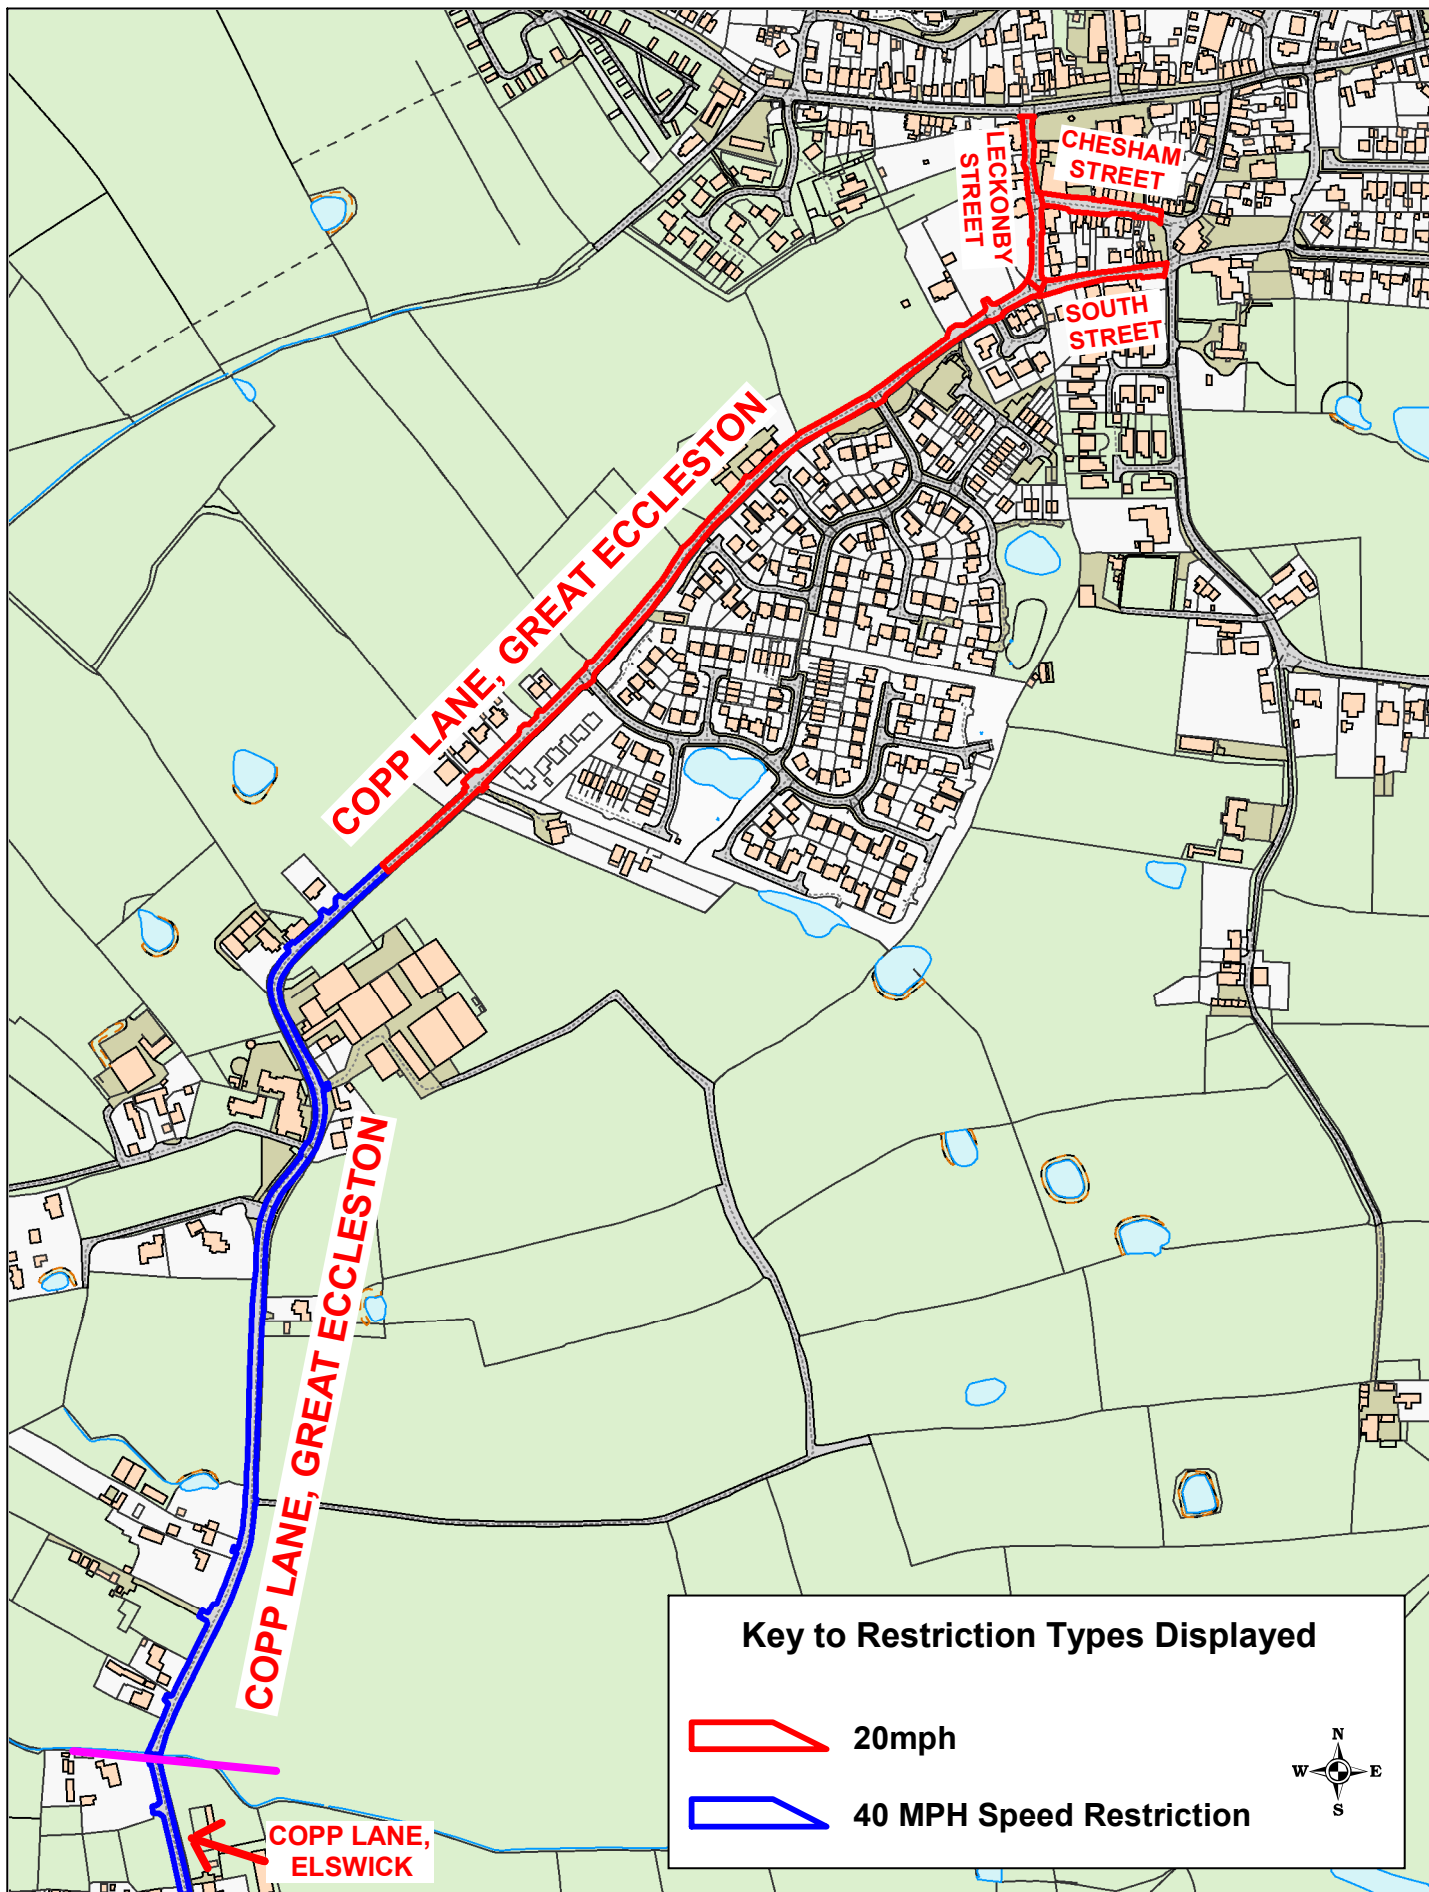 LECKONBY
STREET
CHESHAM
STREET
SOUTH
STREET
COPP LANE, GREAT ECCLESTON
COPP LANE, GREAT ECCLESTON
COPP LANE,
ELSWICK
Key to Restriction Types Displayed
20mph
40 MPH Speed Restriction
N
W
E
S